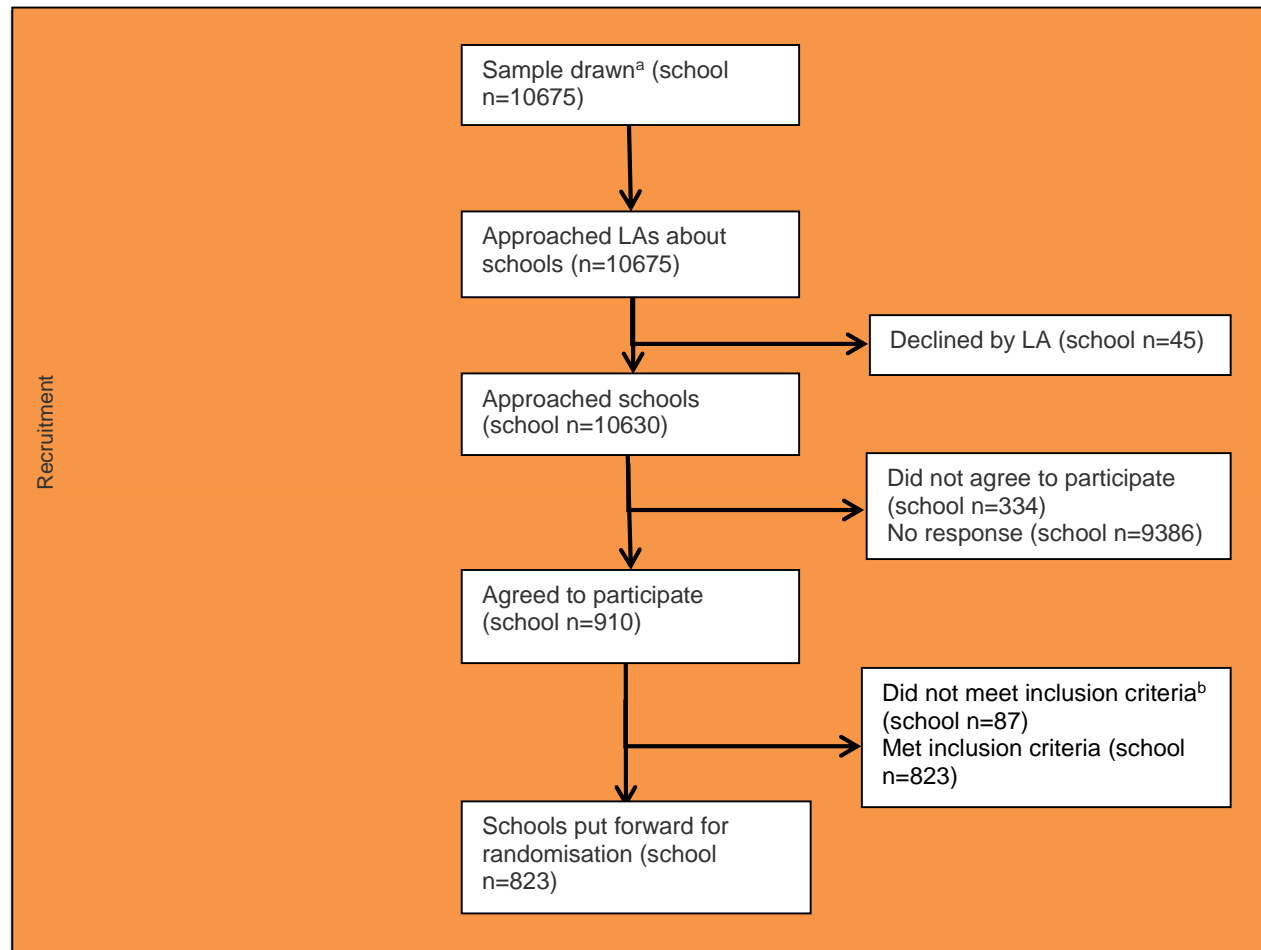 Recruitment
Sample drawnᵃ (school
n=10675)
Approached LAs about
schools (n=10675)
Declined by LA (school n=45)
Approached schools
(school n=10630)
Did not agree to participate
(school n=334)
No response (school n=9386)
Agreed to participate
(school n=910)
Did not meet inclusion criteriaᵇ
(school n=87)
Met inclusion criteria (school
n=823)
Schools put forward for
randomisation (school
n=823)